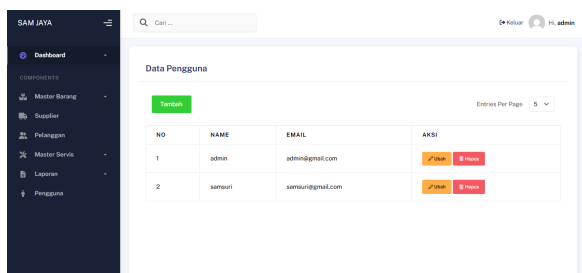 SAM JAYA
Cari ...
Keluar
Hi, admin
Dashboard
COMPONENTS
Master Barang
Supplier
Pelanggan
Master Servis
Laporan
Pengguna
Data Pengguna
Tambah
Entries Per Page 5
NO NAME EMAIL AKSI
1 admin admin@gmail.com Ubah Hapus
2 samsuri samsuri@gmail.com Ubah Hapus